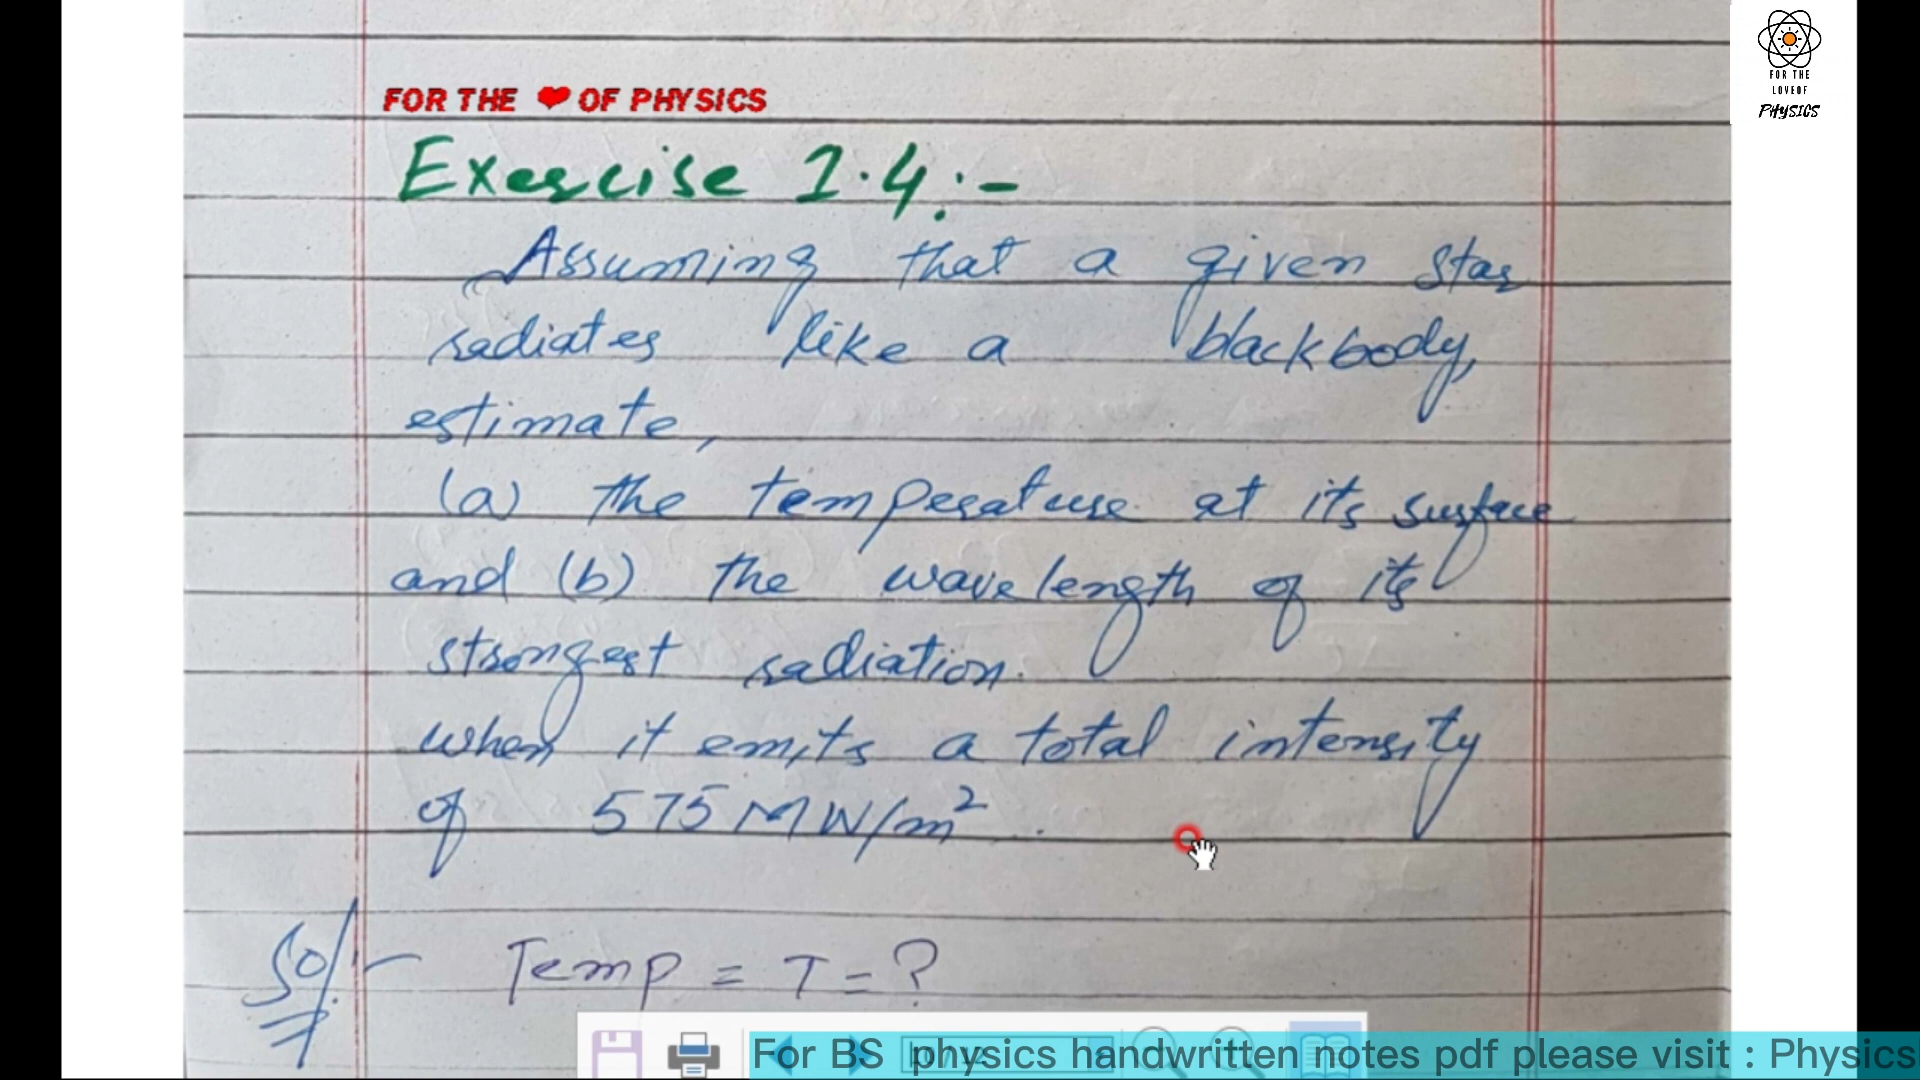 FOR THE ❤ OF PHYSICS
FOR THE
LOVE OF
PHYSICS
Exercise 1.4:-
Assuming that a given star
radiates like a blackbody,
estimate,
(a) the temperature at its surface
and (b) the wavelength of its
strongest radiation.
when it emits a total intensity
of 575 MW/m²
Sol:- Temp = T = ?
For BS physics handwritten notes pdf please visit : Physics